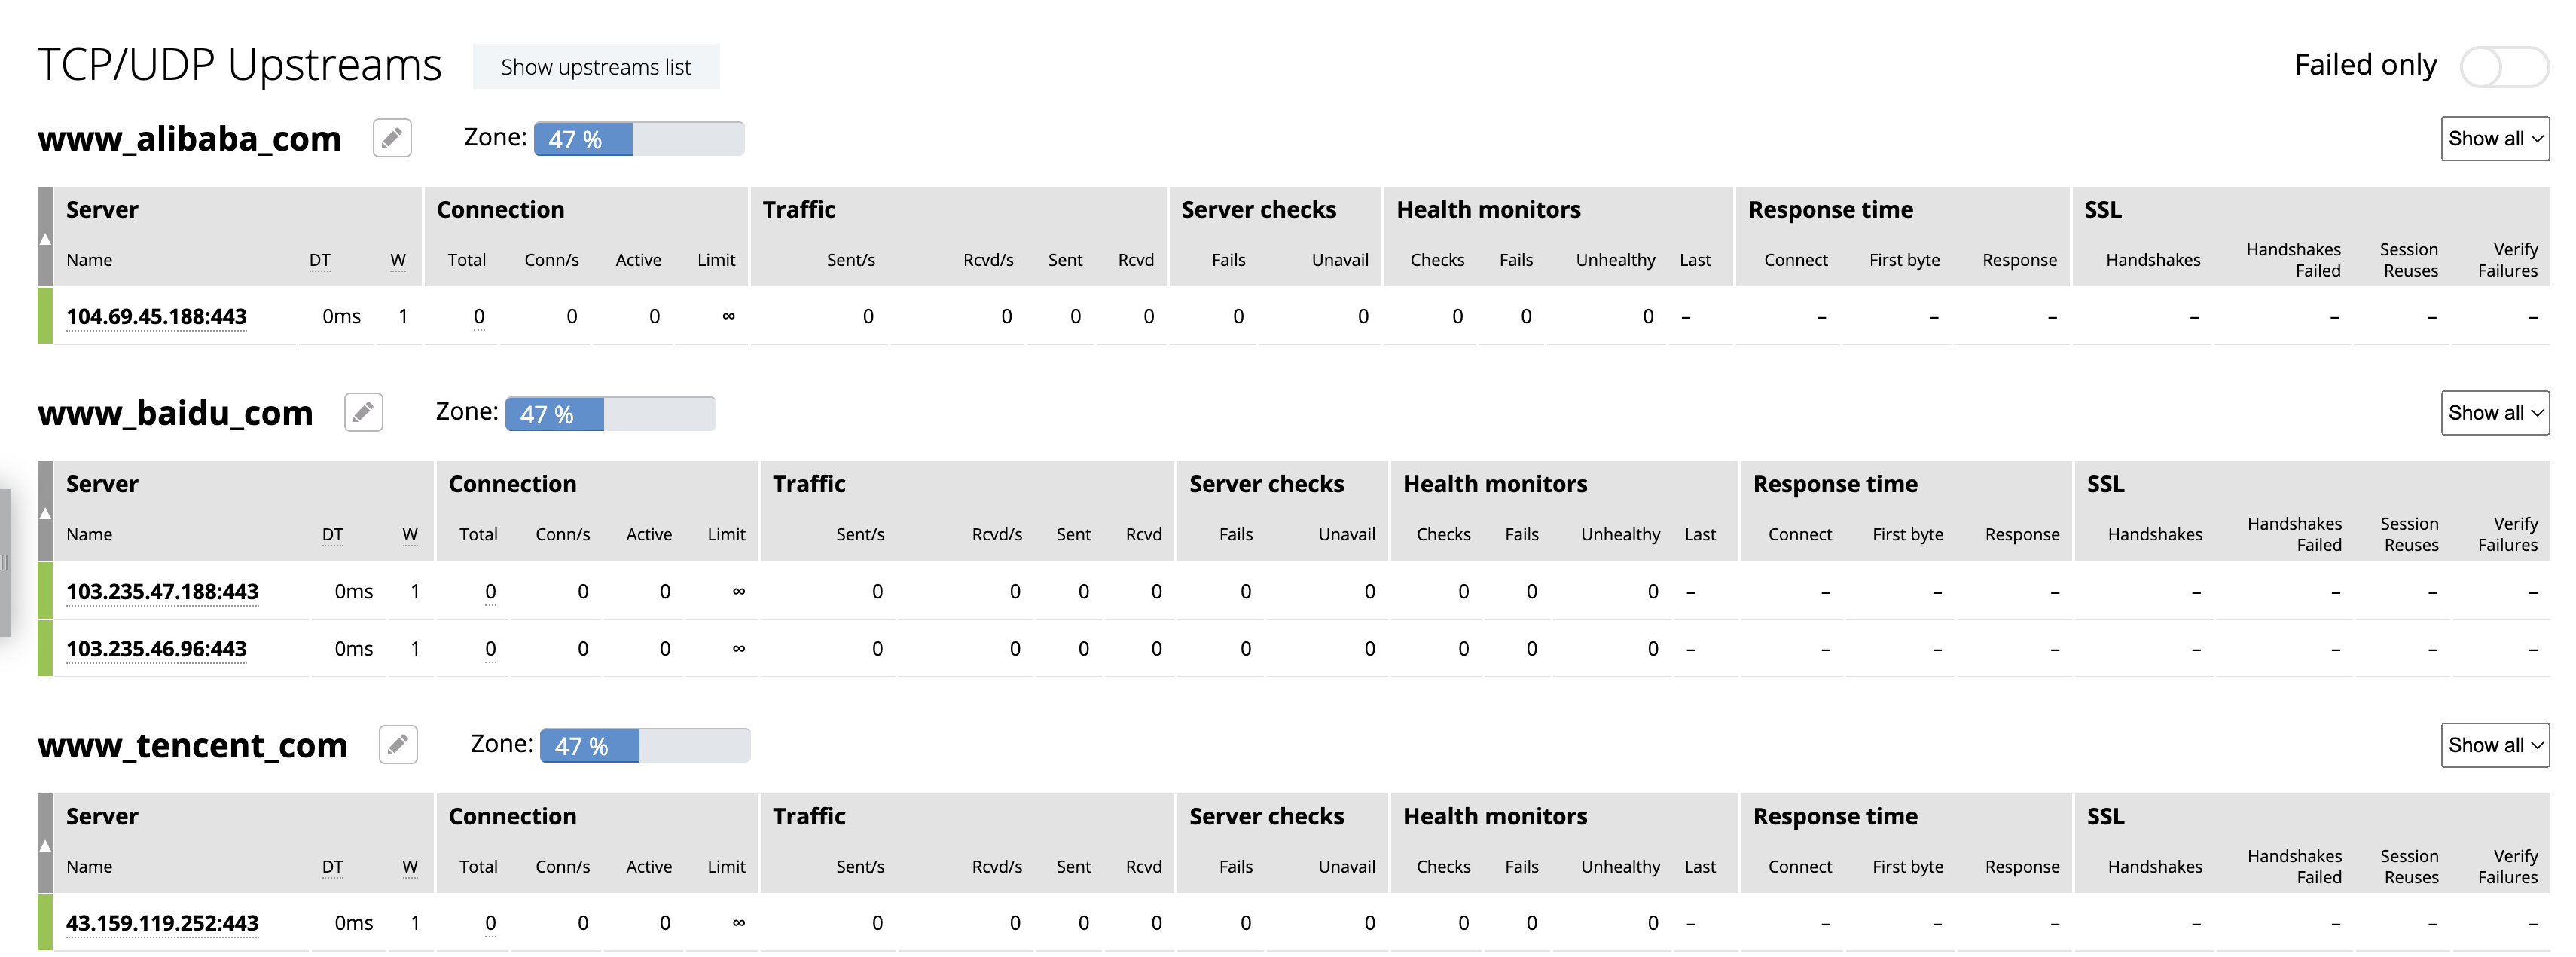 TCP/UDP Upstreams Show upstreams list Failed only
www_alibaba_com Zone: 47 % Show all
Server Connection Traffic Server checks Health monitors Response time SSL
Name DT W Total Conn/s Active Limit Sent/s Rcvd/s Sent Rcvd Fails Unavail Checks Fails Unhealthy Last Connect First byte Response Handshakes Handshakes Failed Session Reuses Verify Failures
104.69.45.188:443 0ms 1 0 0 0 ∞ 0 0 0 0 0 0 0 0 0 – – – – – – – –
www_baidu_com Zone: 47 % Show all
Server Connection Traffic Server checks Health monitors Response time SSL
Name DT W Total Conn/s Active Limit Sent/s Rcvd/s Sent Rcvd Fails Unavail Checks Fails Unhealthy Last Connect First byte Response Handshakes Handshakes Failed Session Reuses Verify Failures
103.235.47.188:443 0ms 1 0 0 0 ∞ 0 0 0 0 0 0 0 0 0 – – – – – – – –
103.235.46.96:443 0ms 1 0 0 0 ∞ 0 0 0 0 0 0 0 0 0 – – – – – – – –
www_tencent_com Zone: 47 % Show all
Server Connection Traffic Server checks Health monitors Response time SSL
Name DT W Total Conn/s Active Limit Sent/s Rcvd/s Sent Rcvd Fails Unavail Checks Fails Unhealthy Last Connect First byte Response Handshakes Handshakes Failed Session Reuses Verify Failures
43.159.119.252:443 0ms 1 0 0 0 ∞ 0 0 0 0 0 0 0 0 0 – – – – – – – –